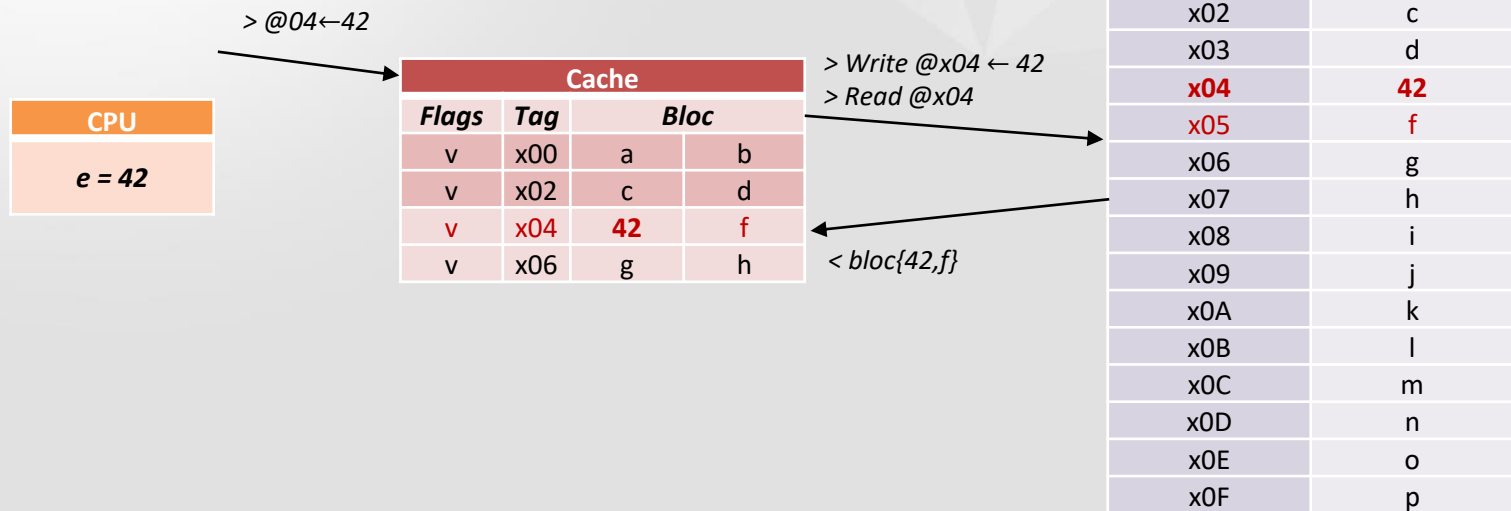 > @04←42
CPU
e = 42
Cache
Flags Tag Bloc
v x00 a b
v x02 c d
v x04 42 f
v x06 g h
> Write @x04 ← 42
> Read @x04
< bloc{42,f}
x02 c
x03 d
x04 42
x05 f
x06 g
x07 h
x08 i
x09 j
x0A k
x0B l
x0C m
x0D n
x0E o
x0F p